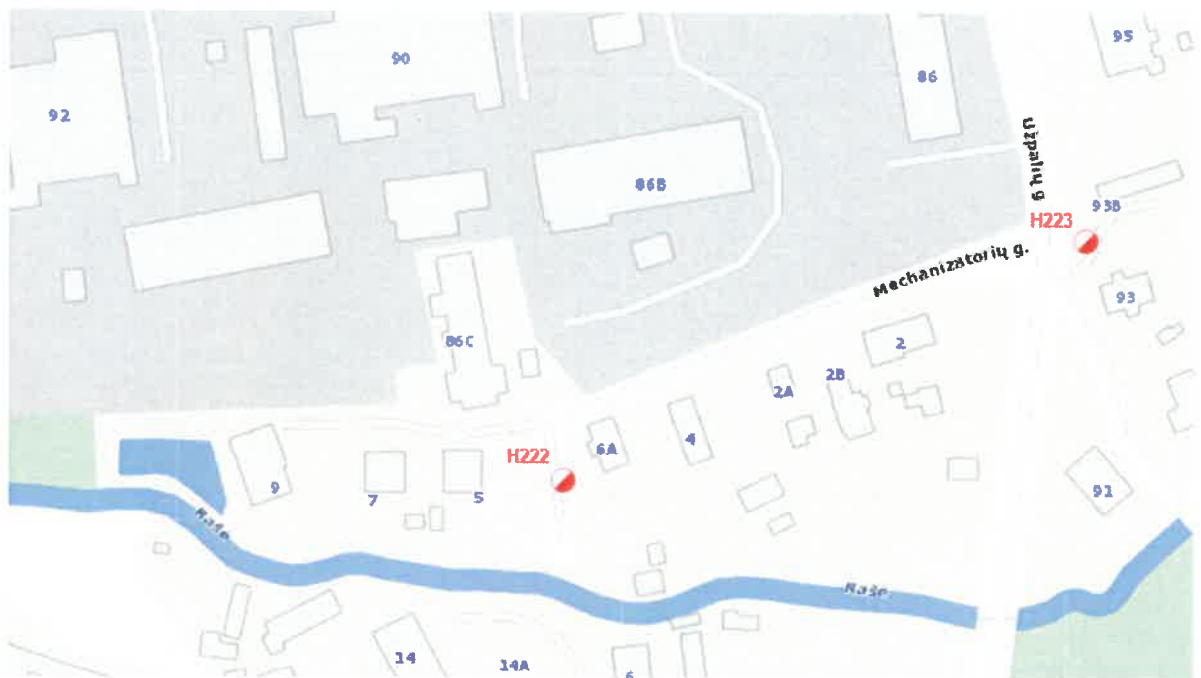 95
90
86
92
Užpalių g
86B
93B
H223
Mechanizatorių g.
93
86C
2
2B
2A
4
6A
H222
9
7
5
91
Rašė
Rašė
14
14A
6